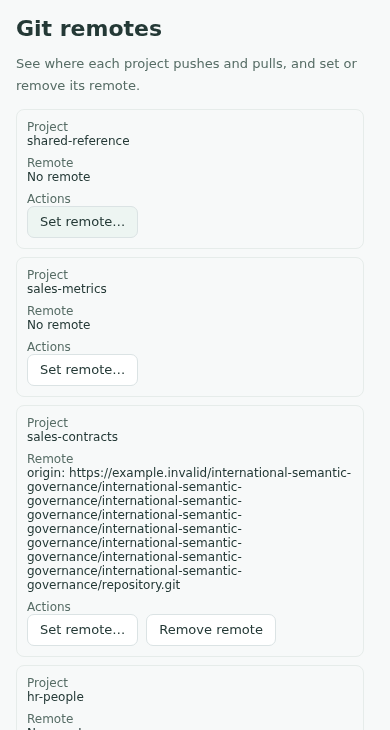 Git remotes
See where each project pushes and pulls, and set or
remove its remote.
Project
shared-reference
Remote
No remote
Actions
Set remote…
Project
sales-metrics
Remote
No remote
Actions
Set remote…
Project
sales-contracts
Remote
origin: https://example.invalid/international-semantic-
governance/international-semantic-
governance/international-semantic-
governance/international-semantic-
governance/international-semantic-
governance/international-semantic-
governance/international-semantic-
governance/international-semantic-
governance/repository.git
Actions
Set remote… Remove remote
Project
hr-people
Remote